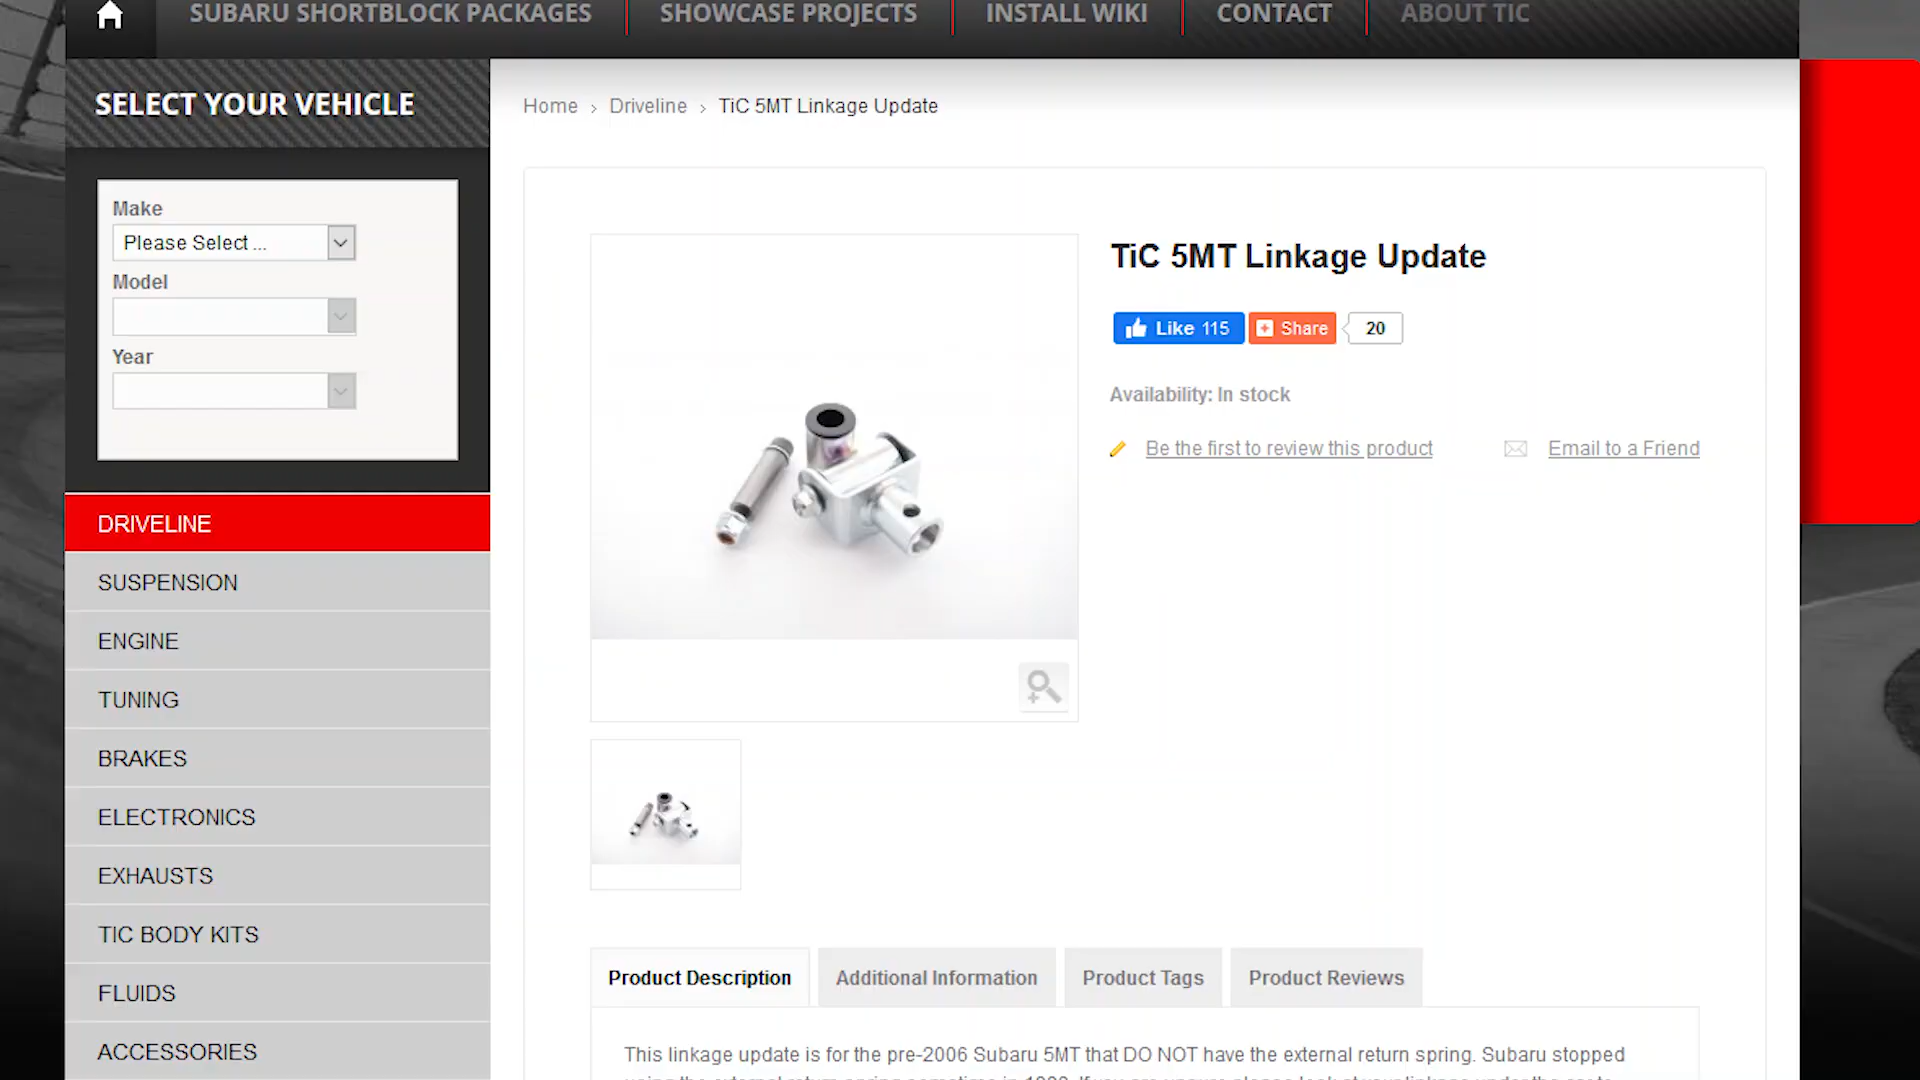 SUBARU SHORTBLOCK PACKAGES
SHOWCASE PROJECTS
INSTALL WIKI
CONTACT
ABOUT TIC
SELECT YOUR VEHICLE
Make
Please Select ...
Model
Year
DRIVELINE
SUSPENSION
ENGINE
TUNING
BRAKES
ELECTRONICS
EXHAUSTS
TIC BODY KITS
FLUIDS
ACCESSORIES
Home › Driveline › TiC 5MT Linkage Update
TiC 5MT Linkage Update
Like 115
Share
20
Availability: In stock
Be the first to review this product
Email to a Friend
Product Description
Additional Information
Product Tags
Product Reviews
This linkage update is for the pre-2006 Subaru 5MT that DO NOT have the external return spring. Subaru stopped